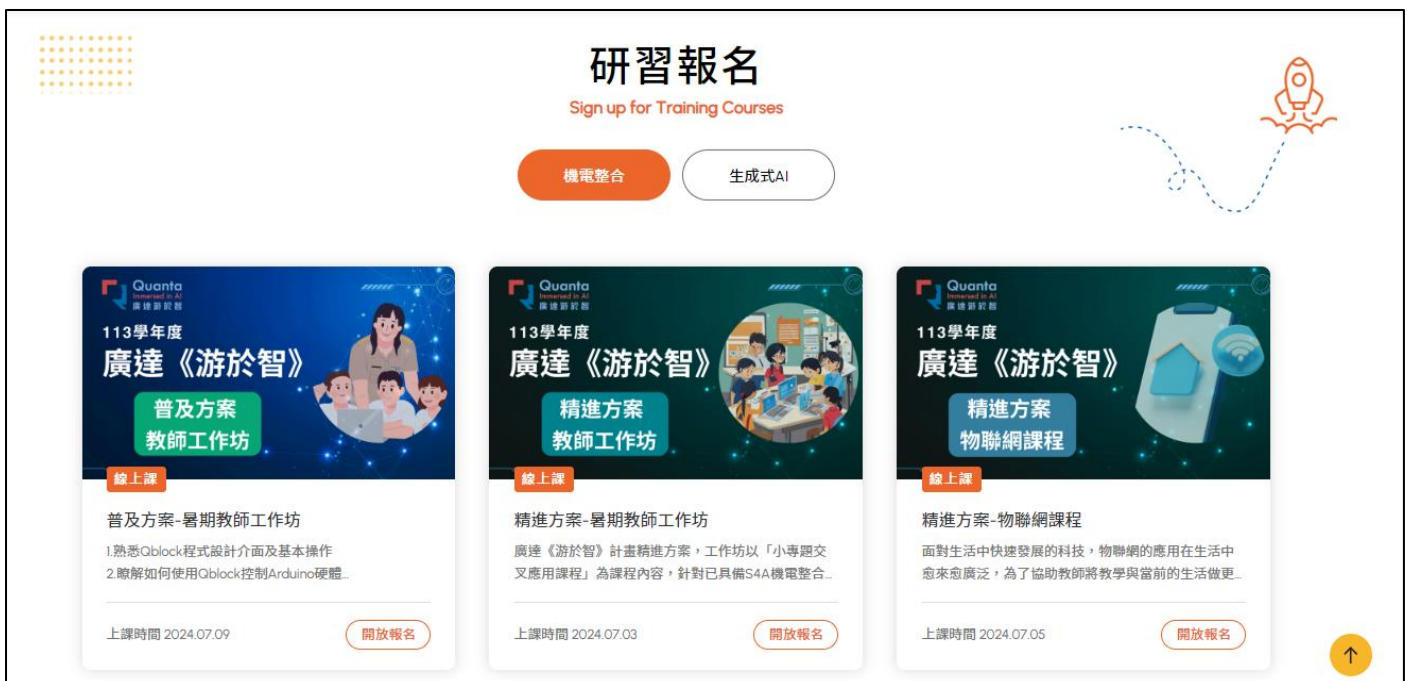 研習報名
Sign up for Training Courses
機電整合
生成式AI
Quanta
Immersed in AI
廣達游於智
113學年度
廣達《游於智》
普及方案
教師工作坊
線上課
普及方案-暑期教師工作坊
1.熟悉Qblock程式設計介面及基本操作
2.瞭解如何使用Qblock控制Arduino硬體...
上課時間 2024.07.09
開放報名
Quanta
Immersed in AI
廣達游於智
113學年度
廣達《游於智》
精進方案
教師工作坊
線上課
精進方案-暑期教師工作坊
廣達《游於智》計畫精進方案，工作坊以「小專題交
叉應用課程」為課程內容，針對已具備S4A機電整合...
上課時間 2024.07.03
開放報名
Quanta
Immersed in AI
廣達游於智
113學年度
廣達《游於智》
精進方案
物聯網課程
線上課
精進方案-物聯網課程
面對生活中快速發展的科技，物聯網的應用在生活中
愈來愈廣泛，為了協助教師將教學與當前的生活做更...
上課時間 2024.07.05
開放報名